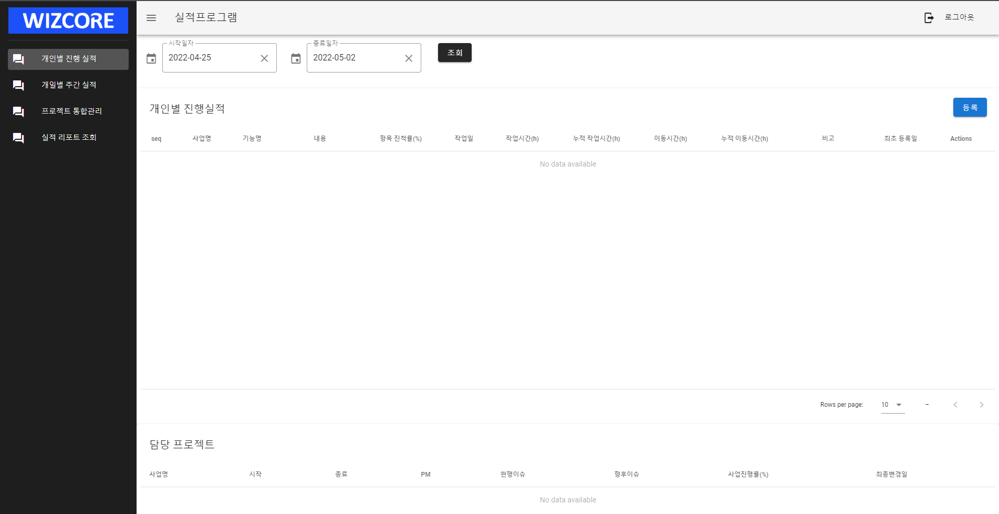 WIZCORE
개인별 진행 실적
개일별 주간 실적
프로젝트 통합관리
실적 리포트 조회
실적프로그램
로그아웃
시작일자
2022-04-25
종료일자
2022-05-02
조회
개인별 진행실적
등록
seq 사업명 기능명 내용 항목 진척률(%) 작업일 작업시간(h) 누적 작업시간(h) 이동시간(h) 누적 이동시간(h) 비고 최초 등록일 Actions
No data available
Rows per page: 10 –
담당 프로젝트
사업명 시작 종료 PM 현행이슈 향후이슈 사업진행률(%) 최종변경일
No data available